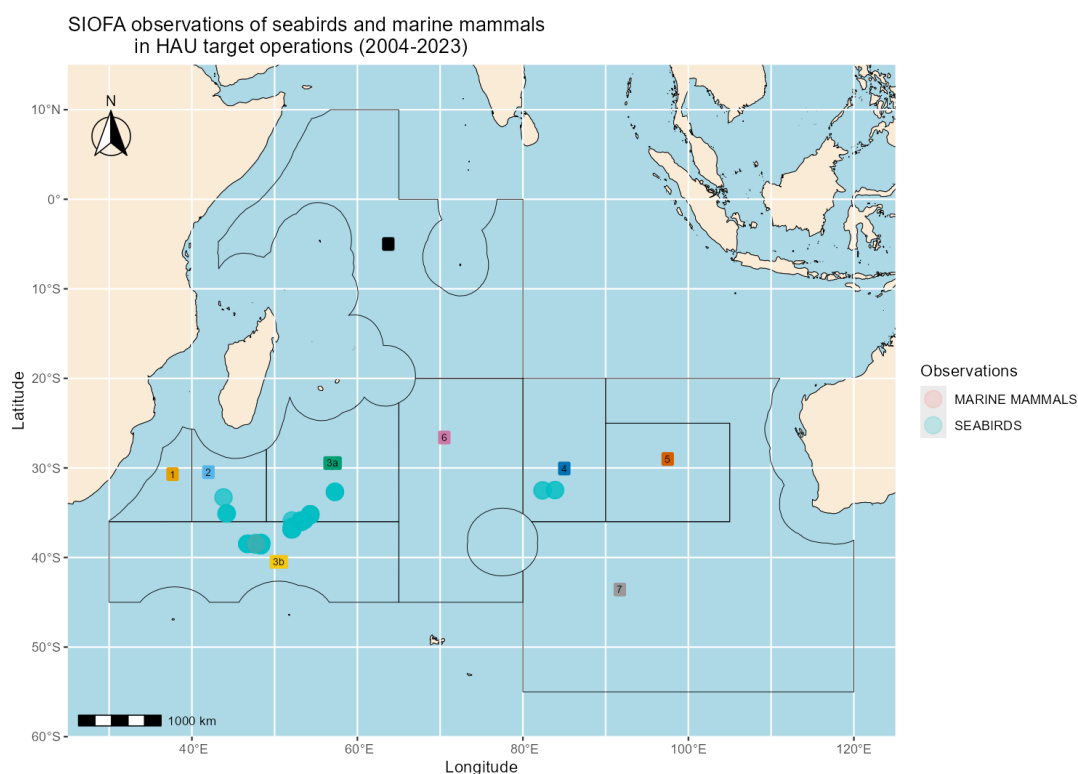 SIOFA observations of seabirds and marine mammals
in HAU target operations (2004-2023)
N
10°N
0°
10°S
20°S
30°S
40°S
50°S
60°S
Latitude
1
2
3a
3b
4
5
6
7
1000 km
40°E
60°E
80°E
100°E
120°E
Longitude
Observations
MARINE MAMMALS
SEABIRDS